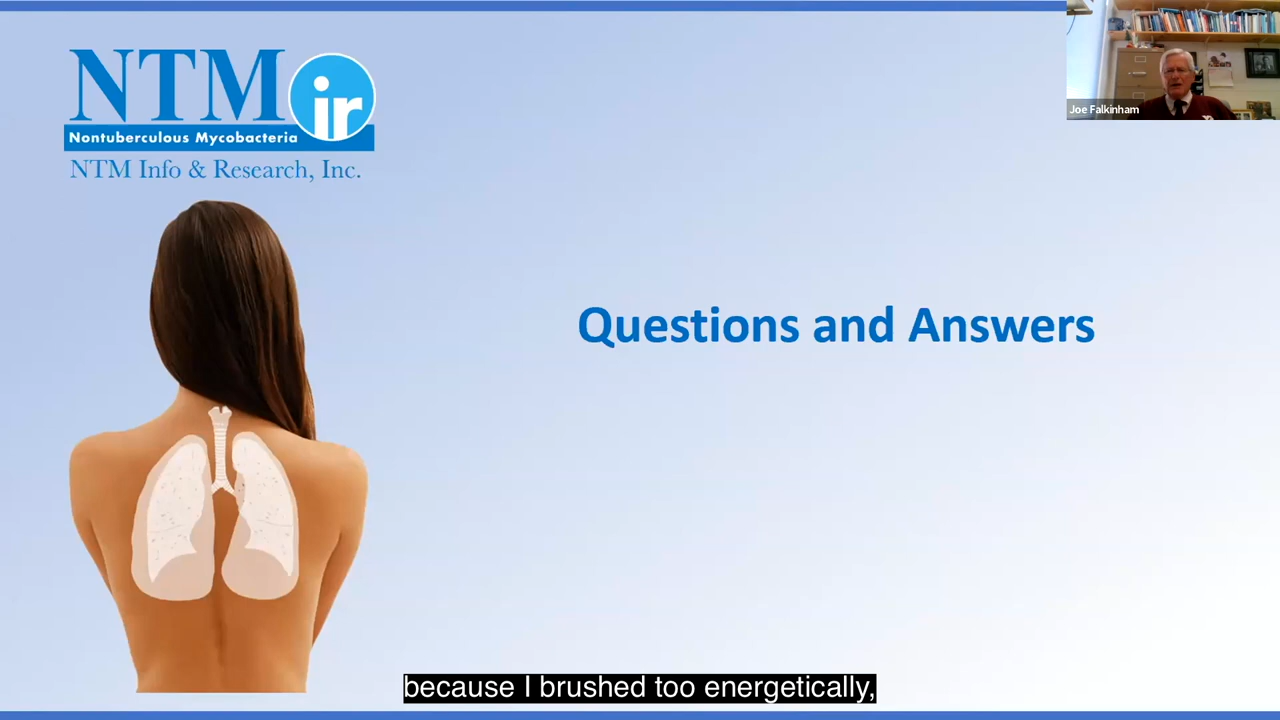 NTM
ir
Nontuberculous Mycobacteria
NTM Info & Research, Inc.
Joe Falkinham
Questions and Answers
because I brushed too energetically,